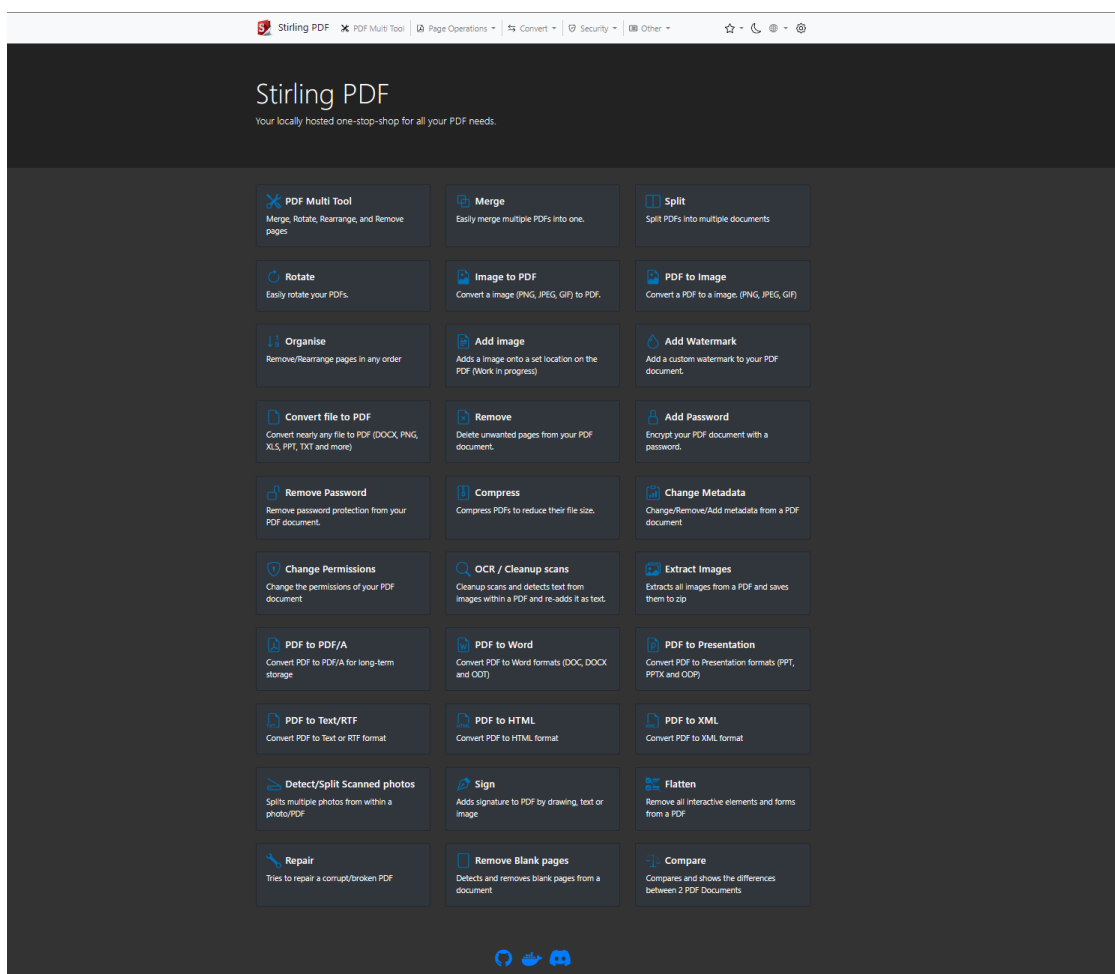 Stirling PDF PDF Multi Tool Page Operations Convert Security Other
Stirling PDF
Your locally hosted one-stop-shop for all your PDF needs.
PDF Multi Tool
Merge, Rotate, Rearrange, and Remove
pages
Merge
Easily merge multiple PDFs into one.
Split
Split PDFs into multiple documents
Rotate
Easily rotate your PDFs.
Image to PDF
Convert a image (PNG, JPEG, GIF) to PDF.
PDF to Image
Convert a PDF to a image. (PNG, JPEG, GIF)
Organise
Remove/Rearrange pages in any order
Add image
Adds a image onto a set location on the
PDF (Work in progress)
Add Watermark
Add a custom watermark to your PDF
document.
Convert file to PDF
Convert nearly any file to PDF (DOCX, PNG,
XLS, PPT, TXT and more)
Remove
Delete unwanted pages from your PDF
document.
Add Password
Encrypt your PDF document with a
password.
Remove Password
Remove password protection from your
PDF document.
Compress
Compress PDFs to reduce their file size.
Change Metadata
Change/Remove/Add metadata from a PDF
document
Change Permissions
Change the permissions of your PDF
document
OCR / Cleanup scans
Cleanup scans and detects text from
images within a PDF and re-adds it as text.
Extract Images
Extracts all images from a PDF and saves
them to zip
PDF to PDF/A
Convert PDF to PDF/A for long-term
storage
PDF to Word
Convert PDF to Word formats (DOC, DOCX
and ODT)
PDF to Presentation
Convert PDF to Presentation formats (PPT,
PPTX and ODP)
PDF to Text/RTF
Convert PDF to Text or RTF format
PDF to HTML
Convert PDF to HTML format
PDF to XML
Convert PDF to XML format
Detect/Split Scanned photos
Splits multiple photos from within a
photo/PDF
Sign
Adds signature to PDF by drawing, text or
image
Flatten
Remove all interactive elements and forms
from a PDF
Repair
Tries to repair a corrupt/broken PDF
Remove Blank pages
Detects and removes blank pages from a
document
Compare
Compares and shows the differences
between 2 PDF Documents